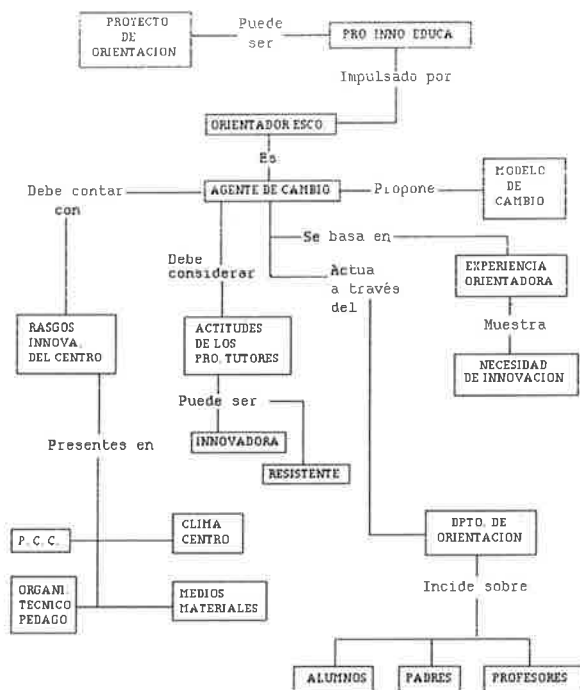 PROYECTO
DE
ORIENTACION
Puede
ser
PRO INNO EDUCA
Impulsado por
ORIENTADOR ESCO
Es
AGENTE DE CAMBIO
Debe contar
con
Propone
MODELO
DE
CAMBIO
Se basa en
Debe
considerar
Actua
a través
del
EXPERIENCIA
ORIENTADORA
Muestra
NECESIDAD
DE INNOVACION
RASGOS
INNOVA.
DEL CENTRO
ACTITUDES
DE LOS
PRO. TUTORES
Puede ser
INNOVADORA
RESISTENTE
Presentes en
P. C. C.
CLIMA
CENTRO
ORGANI.
TECNICO
PEDAGO
MEDIOS
MATERIALES
DPTO. DE
ORIENTACION
Incide sobre
ALUMNOS
PADRES
PROFESORES